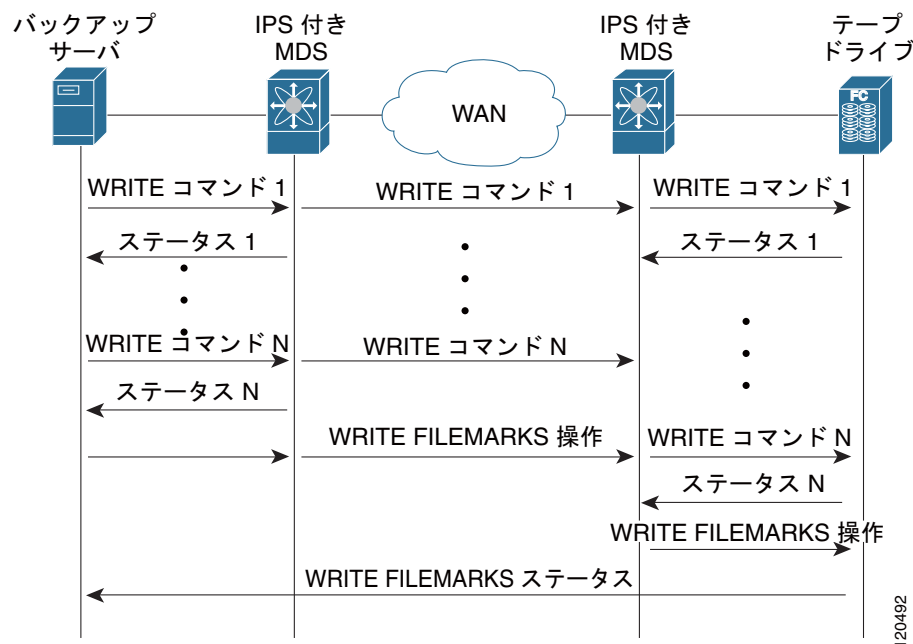 バックアップ
サーバ
IPS 付き
MDS
IPS 付き
MDS
テープ
ドライブ
WAN
FC
WRITE コマンド 1
WRITE コマンド 1
WRITE コマンド 1
ステータス 1
ステータス 1
WRITE コマンド N
WRITE コマンド N
ステータス N
WRITE FILEMARKS 操作
WRITE コマンド N
ステータス N
WRITE FILEMARKS 操作
WRITE FILEMARKS ステータス
120492